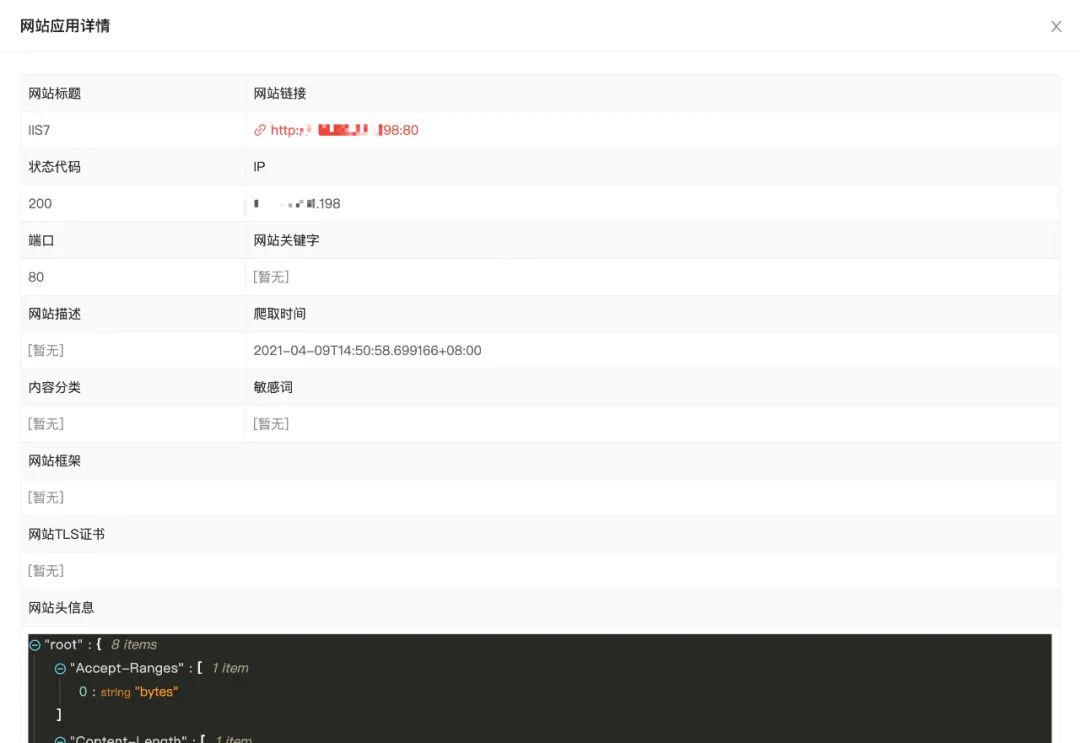 网站应用详情
网站标题 网站链接
IIS7 http: 98:80
状态代码 IP
200 .198
端口 网站关键字
80 [暂无]
网站描述 爬取时间
[暂无] 2021-04-09T14:50:58.699166+08:00
内容分类 敏感词
[暂无] [暂无]
网站框架
[暂无]
网站TLS证书
[暂无]
网站头信息
"root" : { 8 items
"Accept-Ranges" : [ 1 item
0 : string "bytes"
]
"Content-Length" : [ 1 item